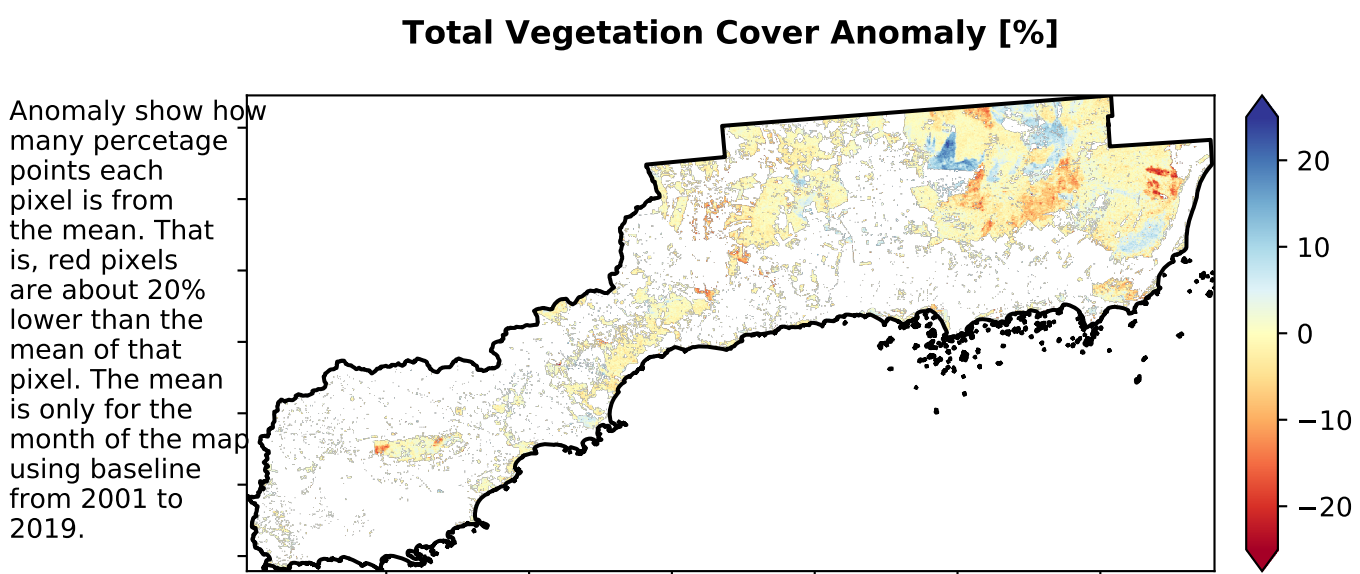 Total Vegetation Cover Anomaly [%]
Anomaly show how
many percetage
points each
pixel is from
the mean. That
is, red pixels
are about 20%
lower than the
mean of that
pixel. The mean
is only for the
month of the map
using baseline
from 2001 to
2019.
20
10
0
−10
−20